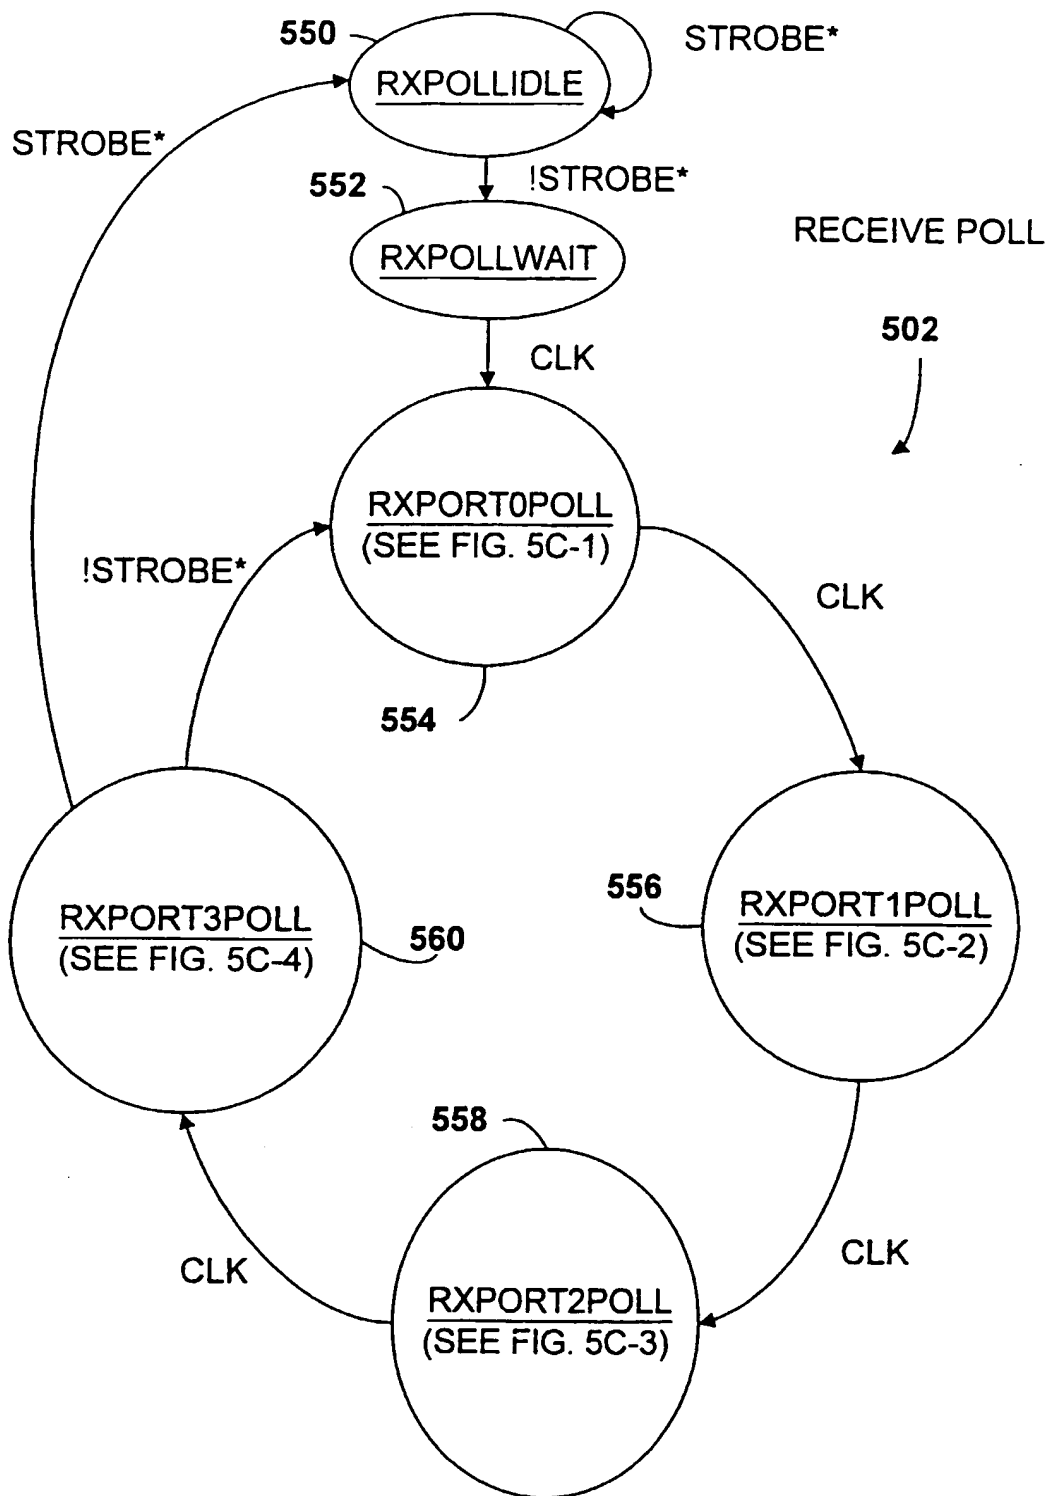 550
STROBE*
RXPOLLIDLE
STROBE*
!STROBE*
552
RXPOLLWAIT
RECEIVE POLL
502
CLK
RXPORT0POLL
(SEE FIG. 5C-1)
!STROBE*
CLK
554
556
RXPORT1POLL
(SEE FIG. 5C-2)
RXPORT3POLL
(SEE FIG. 5C-4)
560
558
CLK
CLK
RXPORT2POLL
(SEE FIG. 5C-3)